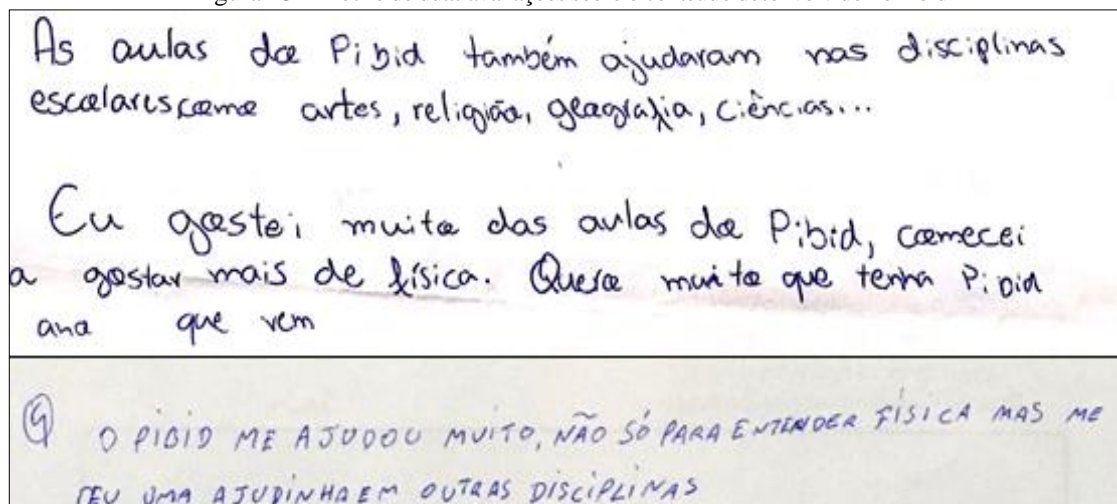 As aulas do Pibid também ajudaram nas disciplinas
escolares como artes, religião, geografia, ciências...
Eu gostei muito das aulas do Pibid, comecei
a gostar mais de física. Quero muito que tenha Pibid
ano que vem
4 O PIBID ME AJUDOU MUITO, NÃO SÓ PARA ENTENDER FÍSICA MAS ME
DEU UMA AJUDINHA EM OUTRAS DISCIPLINAS